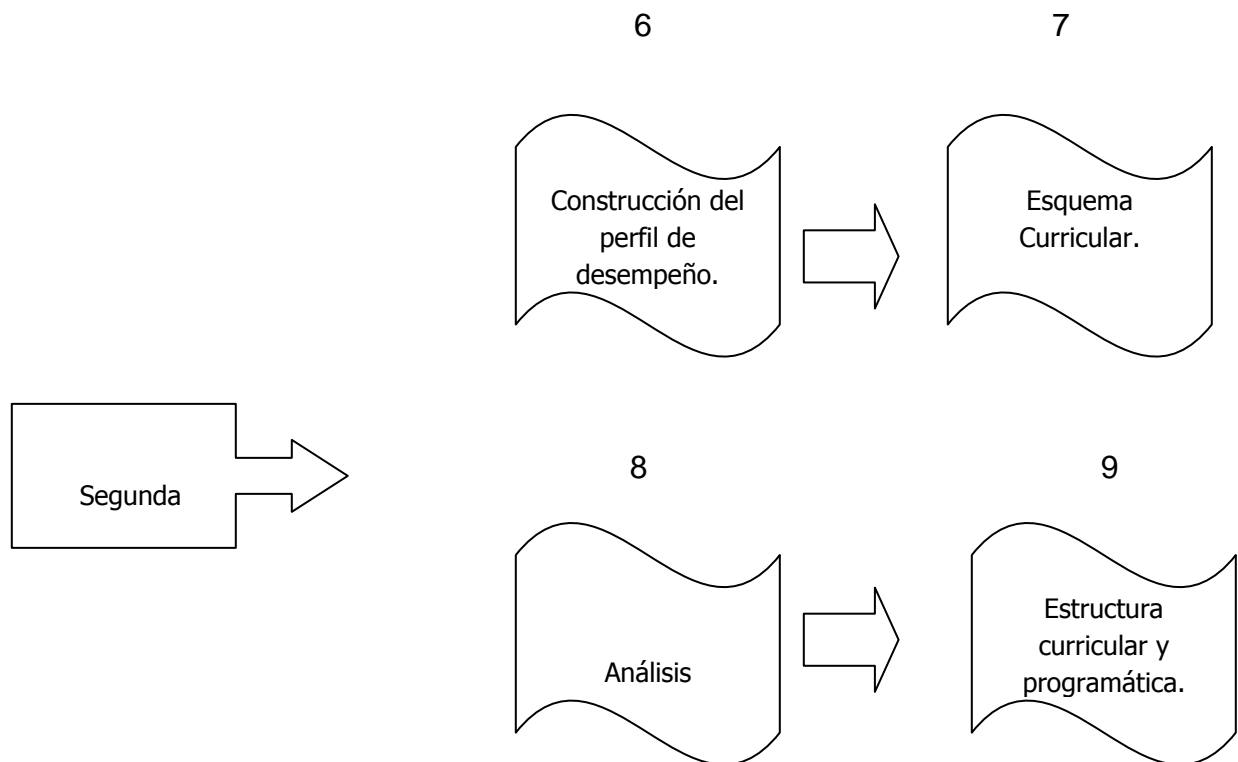 6
7
Construcción del
perfil de
desempeño.
Esquema
Curricular.
Segunda
8
9
Análisis
Estructura
curricular y
programática.